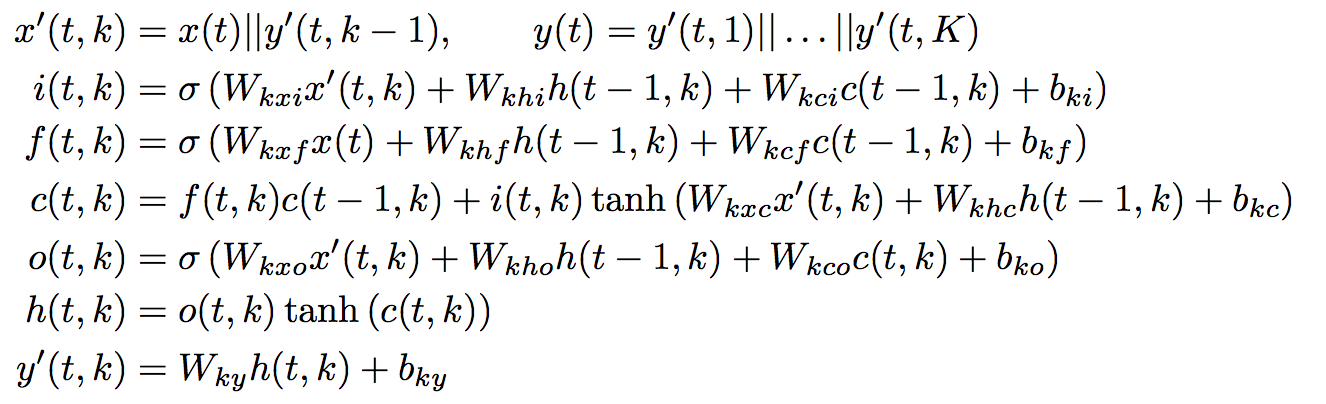 x′(t, k) = x(t)||y′(t, k − 1), y(t) = y′(t, 1)|| . . . ||y′(t, K)
i(t, k) = σ (W_{kxi}x′(t, k) + W_{khi}h(t − 1, k) + W_{kci}c(t − 1, k) + b_{ki})
f(t, k) = σ (W_{kxf}x(t) + W_{khf}h(t − 1, k) + W_{kcf}c(t − 1, k) + b_{kf})
c(t, k) = f(t, k)c(t − 1, k) + i(t, k) tanh (W_{kxc}x′(t, k) + W_{khc}h(t − 1, k) + b_{kc})
o(t, k) = σ (W_{kxo}x′(t, k) + W_{kho}h(t − 1, k) + W_{kco}c(t, k) + b_{ko})
h(t, k) = o(t, k) tanh (c(t, k))
y′(t, k) = W_{ky}h(t, k) + b_{ky}